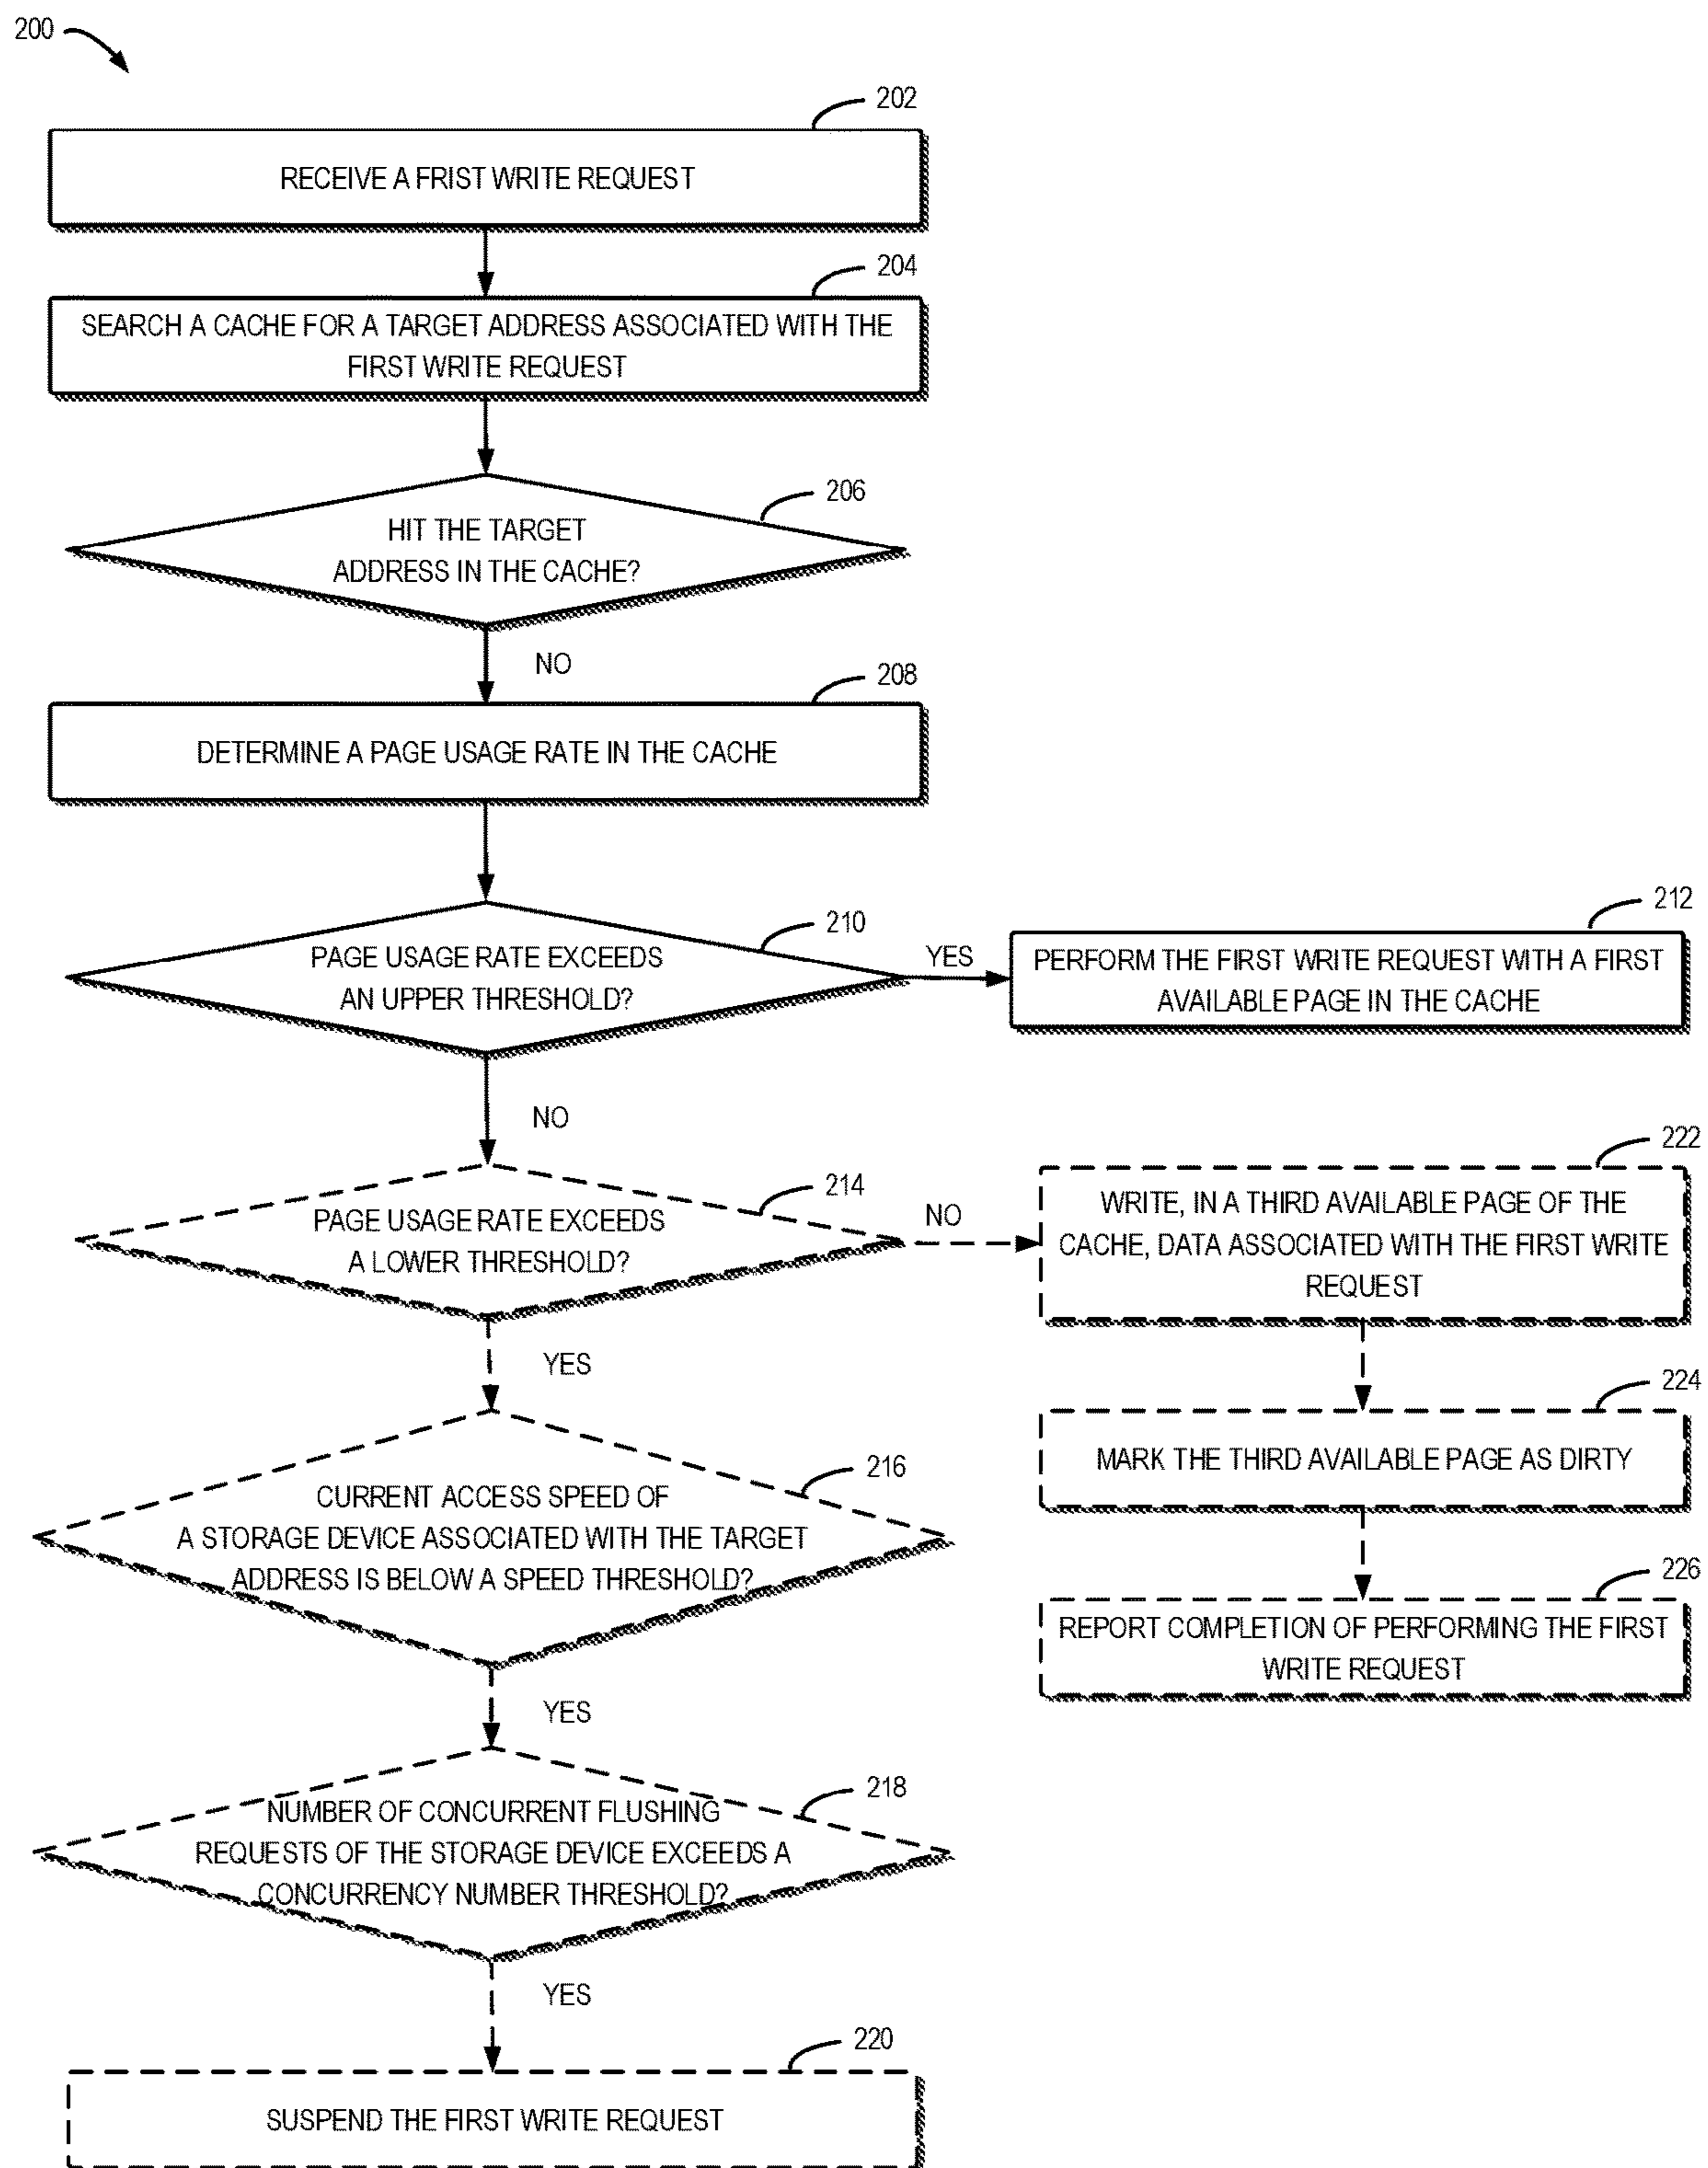 200
202
RECEIVE A FRIST WRITE REQUEST
204
SEARCH A CACHE FOR A TARGET ADDRESS ASSOCIATED WITH THE
FIRST WRITE REQUEST
206
HIT THE TARGET
ADDRESS IN THE CACHE?
NO
208
DETERMINE A PAGE USAGE RATE IN THE CACHE
210
PAGE USAGE RATE EXCEEDS
AN UPPER THRESHOLD?
YES
212
PERFORM THE FIRST WRITE REQUEST WITH A FIRST
AVAILABLE PAGE IN THE CACHE
NO
214
PAGE USAGE RATE EXCEEDS
A LOWER THRESHOLD?
NO
222
WRITE, IN A THIRD AVAILABLE PAGE OF THE
CACHE, DATA ASSOCIATED WITH THE FIRST WRITE
REQUEST
YES
224
MARK THE THIRD AVAILABLE PAGE AS DIRTY
216
CURRENT ACCESS SPEED OF
A STORAGE DEVICE ASSOCIATED WITH THE TARGET
ADDRESS IS BELOW A SPEED THRESHOLD?
226
REPORT COMPLETION OF PERFORMING THE FIRST
WRITE REQUEST
YES
218
NUMBER OF CONCURRENT FLUSHING
REQUESTS OF THE STORAGE DEVICE EXCEEDS A
CONCURRENCY NUMBER THRESHOLD?
YES
220
SUSPEND THE FIRST WRITE REQUEST